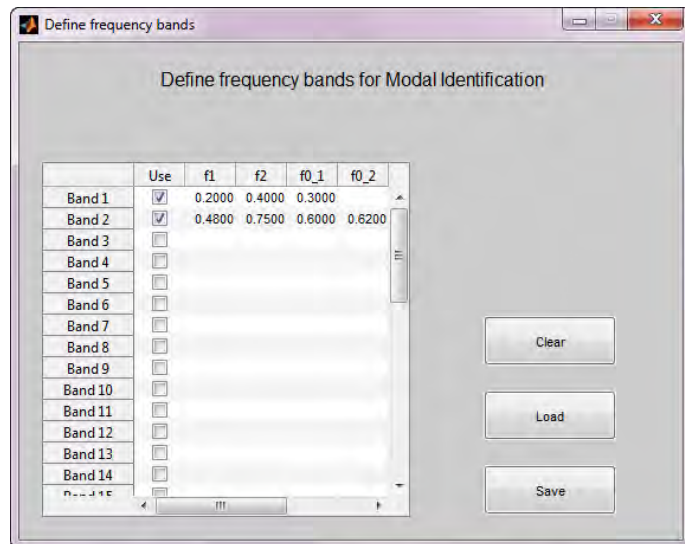 Define frequency bands
Define frequency bands for Modal Identification
Use f1 f2 f0_1 f0_2
Band 1 0.2000 0.4000 0.3000
Band 2 0.4800 0.7500 0.6000 0.6200
Band 3
Band 4
Band 5
Band 6
Band 7
Band 8
Band 9
Band 10
Band 11
Band 12
Band 13
Band 14
Band 15
Clear
Load
Save